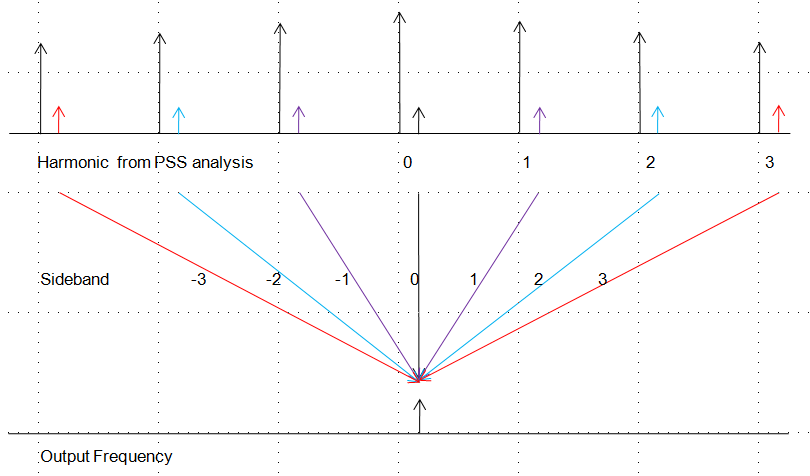 Harmonic from PSS analysis 0 1 2 3
Sideband -3 -2 -1 0 1 2 3
Output Frequency